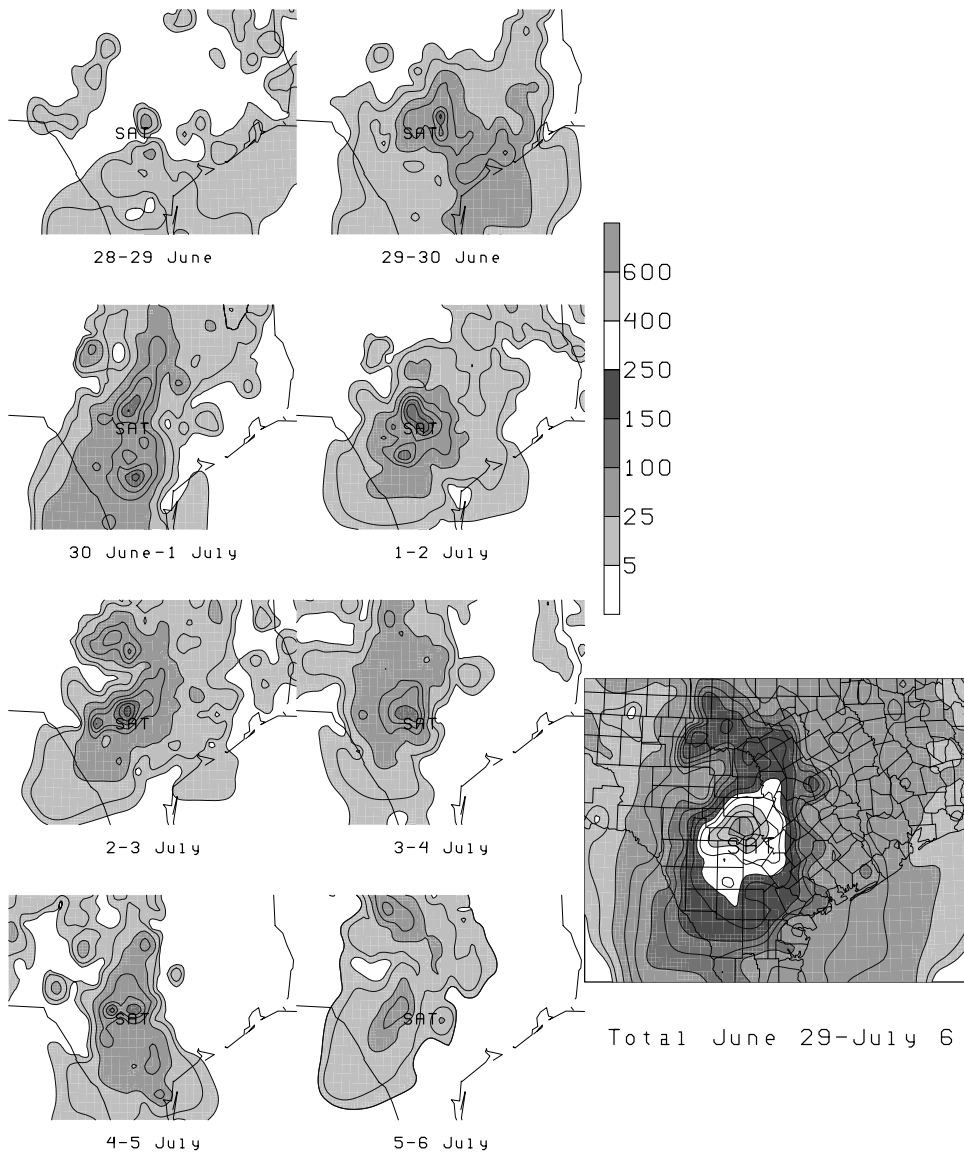 SAT
SAT
28-29 June
29-30 June
600
400
250
150
100
25
5
SAT
SAT
30 June-1 July
1-2 July
SAT
SAT
2-3 July
3-4 July
SAT
SAT
SAT
Total June 29-July 6
4-5 July
5-6 July